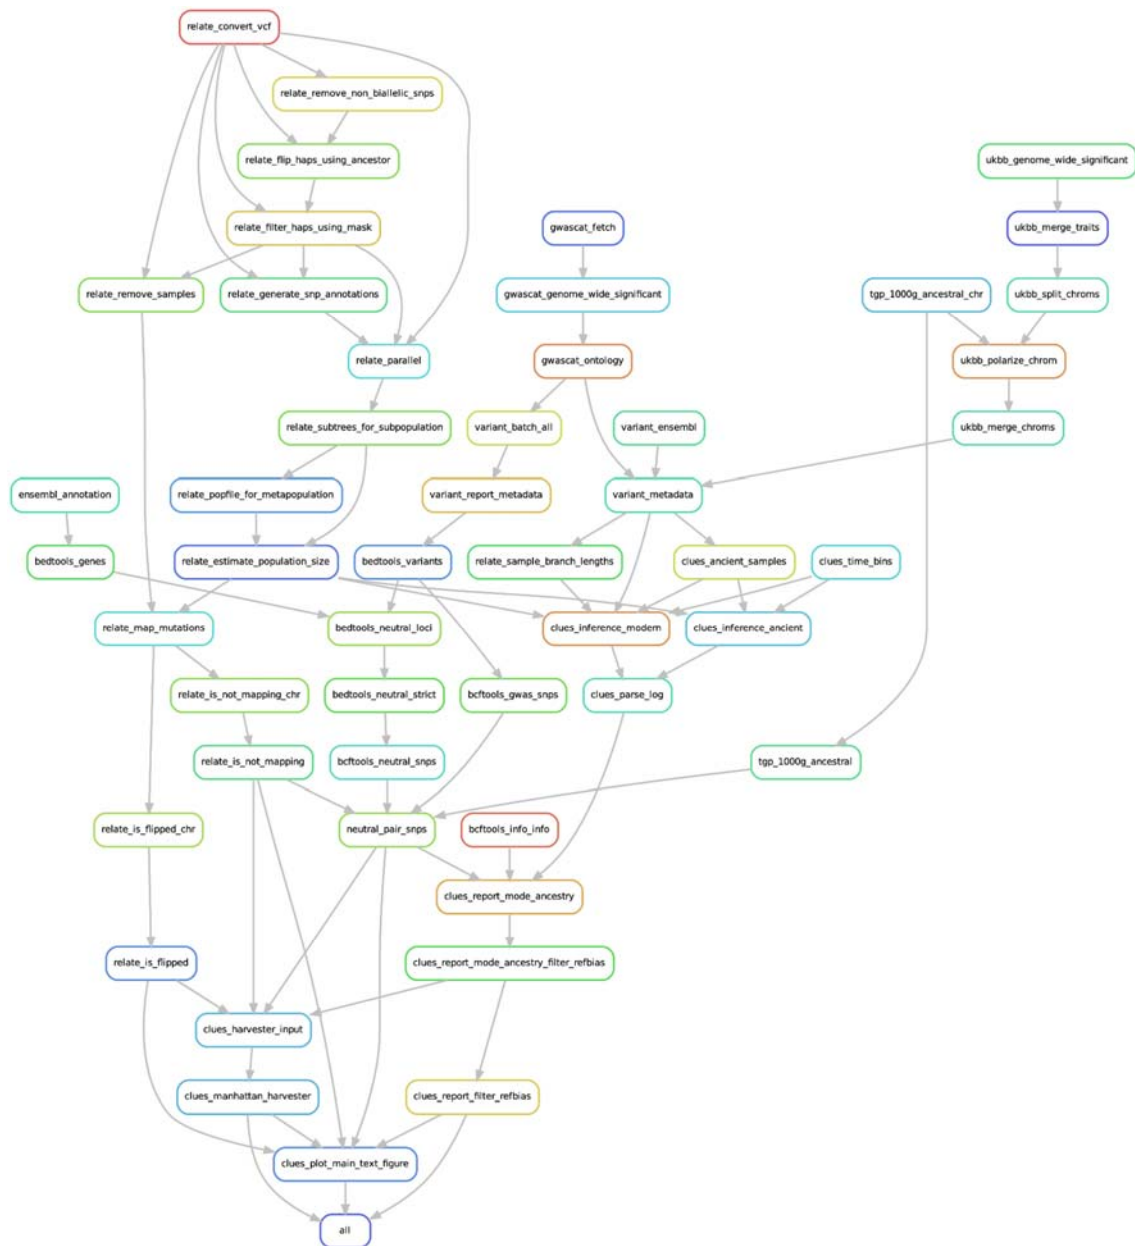 relate_convert_vcf
relate_remove_non_biallelic_snps
relate_flip_haps_using_ancestor
ukbb_genome_wide_significant
relate_filter_haps_using_mask
gwascat_fetch
ukbb_merge_traits
relate_remove_samples
relate_generate_snp_annotations
gwascat_genome_wide_significant
tgp_1000g_ancestral_chr
ukbb_split_chroms
relate_parallel
gwascat_ontology
ukbb_polarize_chrom
relate_subtrees_for_subpopulation
variant_batch_all
variant_ensembl
ukbb_merge_chroms
ensembl_annotation
relate_popfile_for_metapopulation
variant_report_metadata
variant_metadata
bedtools_genes
relate_estimate_population_size
bedtools_variants
relate_sample_branch_lengths
clues_ancient_samples
clues_time_bins
relate_map_mutations
bedtools_neutral_loci
clues_inference_modern
clues_inference_ancient
relate_is_not_mapping_chr
bedtools_neutral_strict
bcftools_gwas_snps
clues_parse_log
relate_is_not_mapping
bcftools_neutral_snps
tgp_1000g_ancestral
relate_is_flipped_chr
neutral_pair_snps
bcftools_info_info
clues_report_mode_ancestry
relate_is_flipped
clues_report_mode_ancestry_filter_refbias
clues_harvester_input
clues_manhattan_harvester
clues_report_filter_refbias
clues_plot_main_text_figure
all